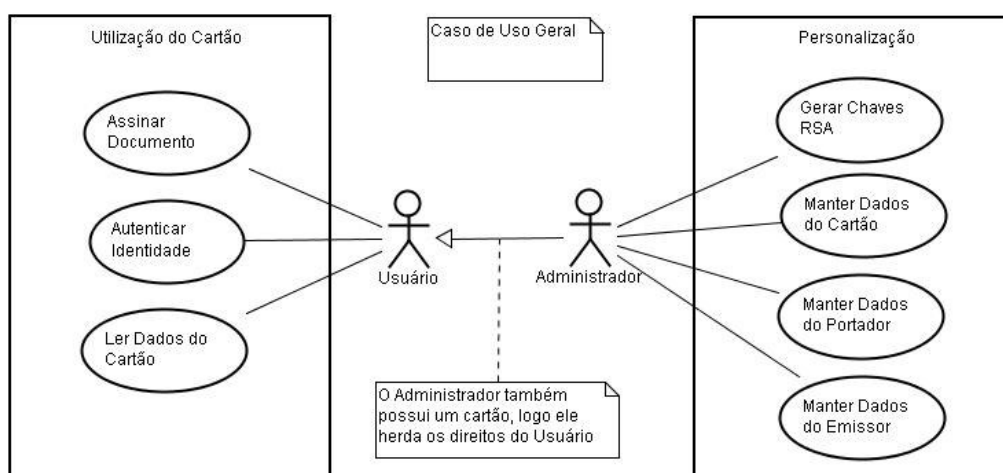 Utilização do Cartão
Caso de Uso Geral
Personalização
Assinar
Documento
Autenticar
Identidade
Ler Dados do
Cartão
Usuário
Administrador
O Administrador também
possui um cartão, logo ele
herda os direitos do Usuário
Gerar Chaves
RSA
Manter Dados
do Cartão
Manter Dados
do Portador
Manter Dados
do Emissor